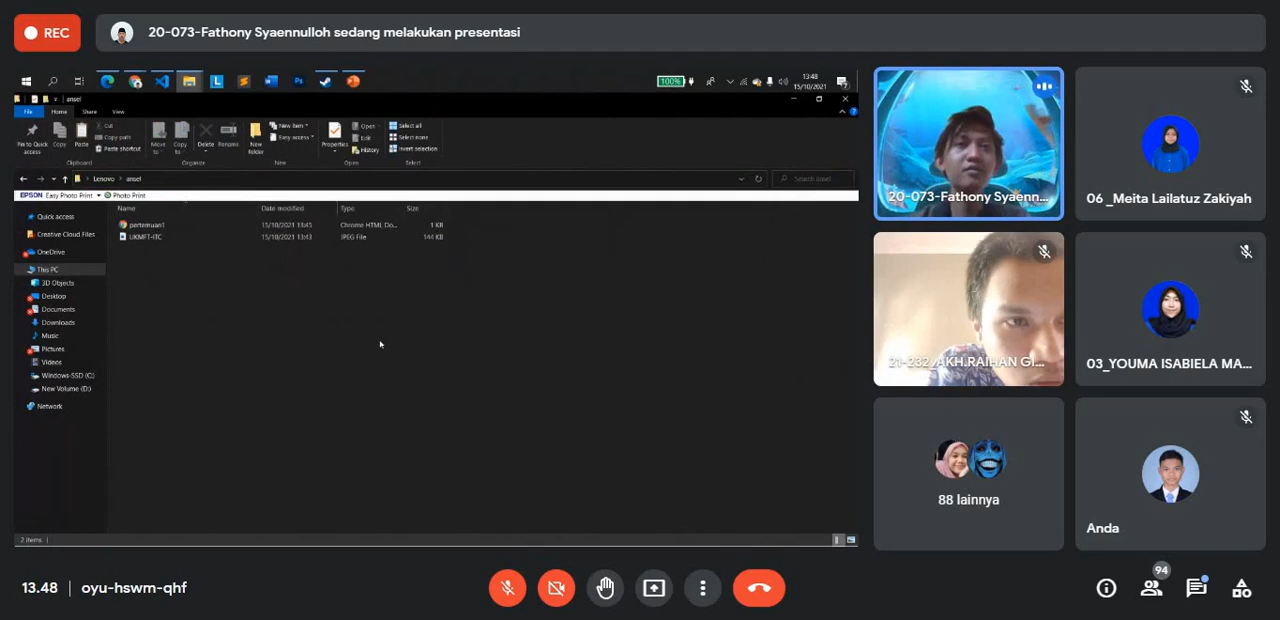 REC
20-073-Fathony Syaennulloh sedang melakukan presentasi
100%
13:48
15/10/2021
ansel
File Home Share View
Pin to Quick access
Copy
Paste
Cut
Copy path
Paste shortcut
Move to
Copy to
Delete
Rename
New folder
New item
Easy access
Properties
Open
Edit
History
Select all
Select none
Invert selection
Clipboard Organize New Open Select
Lenovo > ansel
Search ansel
EPSON Easy Photo Print Photo Print
Name Date modified Type Size
pertemuan1 15/10/2021 13:45 Chrome HTML Do... 1 KB
UKMFT-ITC 15/10/2021 13:43 JPEG File 144 KB
Quick access
Creative Cloud Files
OneDrive
This PC
3D Objects
Desktop
Documents
Downloads
Music
Pictures
Videos
Windows-SSD (C:)
New Volume (D:)
Network
2 items
20-073-Fathony Syaenn...
06 _Meita Lailatuz Zakiyah
21-232_AKH.RAIHAN GI...
03_YOUMA ISABIELA MA...
88 lainnya
Anda
13.48 | oyu-hswm-qhf
94